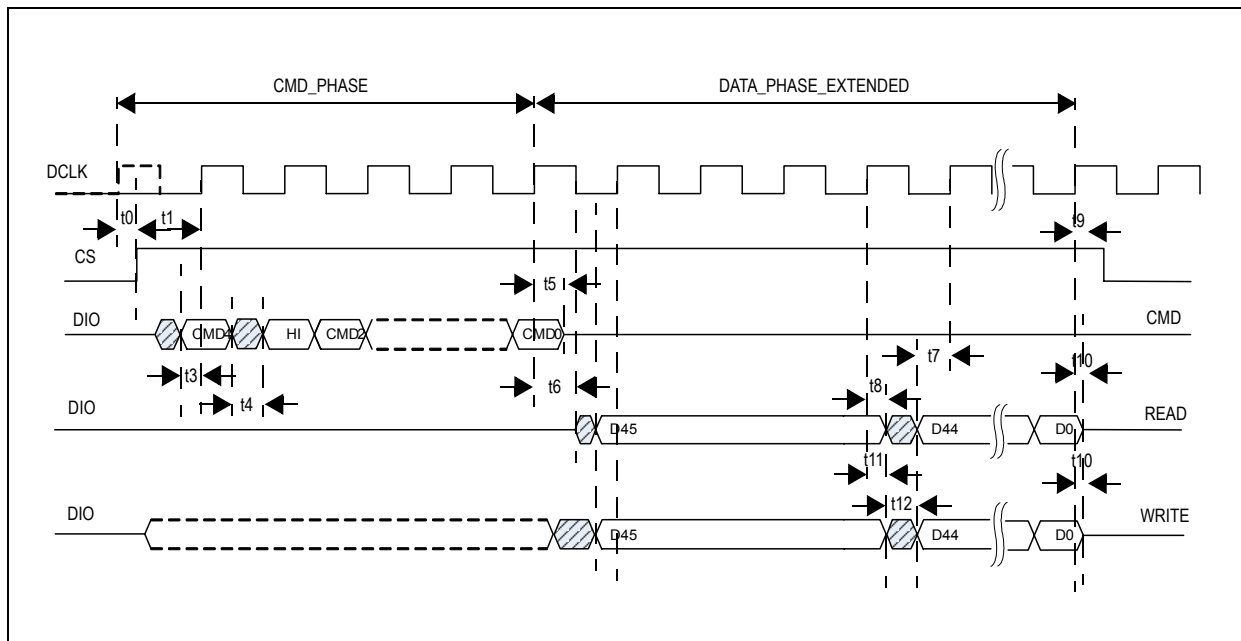 CMD_PHASE DATA_PHASE_EXTENDED
DCLK
t0 t1 t9
CS
t5
DIO CMD4 HI CMD2 CMD0 CMD
t7
t3 t6 t8 t10
t4
DIO D45 D44 D0 READ
t11 t10
t12
DIO D45 D44 D0 WRITE